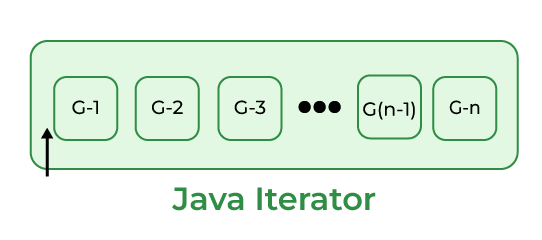 G-1 G-2 G-3 G(n-1) G-n
Java Iterator